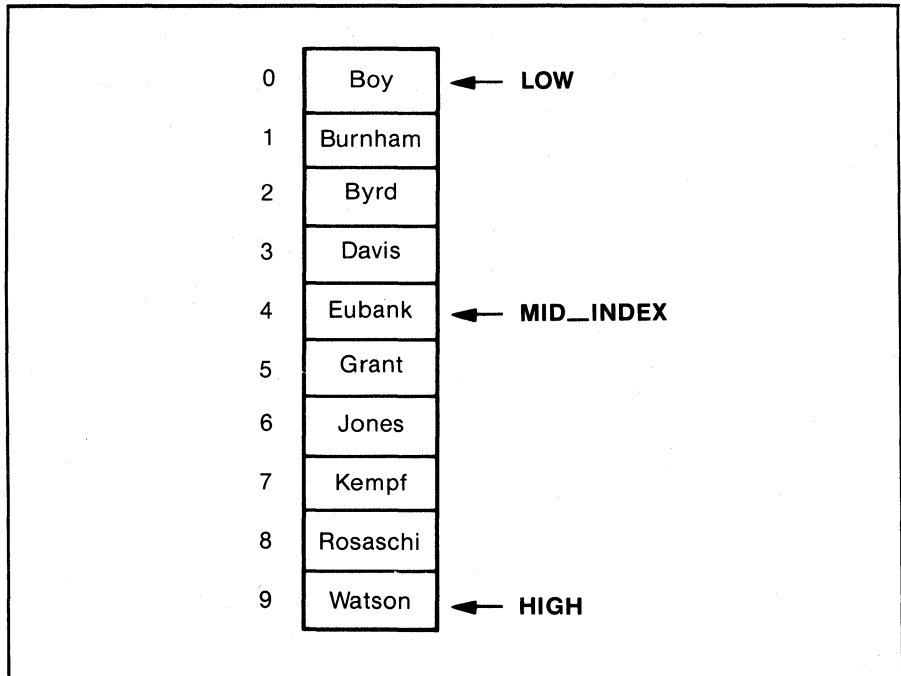 0 Boy LOW
1 Burnham
2 Byrd
3 Davis
4 Eubank MID_INDEX
5 Grant
6 Jones
7 Kempf
8 Rosaschi
9 Watson HIGH